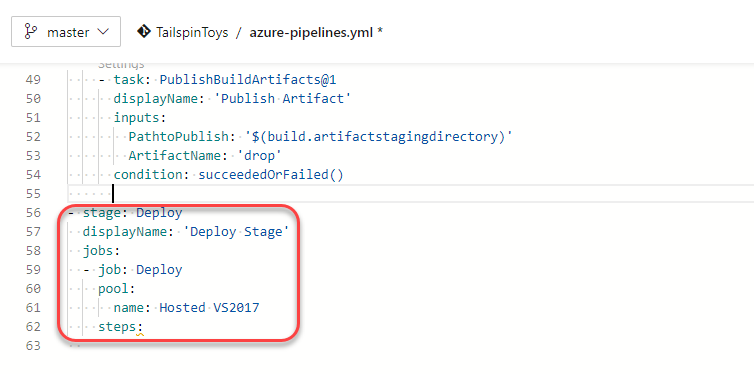 master TailspinToys / azure-pipelines.yml *
Settings
49 - task: PublishBuildArtifacts@1
50 displayName: 'Publish Artifact'
51 inputs:
52 PathtoPublish: '$(build.artifactstagingdirectory)'
53 ArtifactName: 'drop'
54 condition: succeededOrFailed()
55
56 - stage: Deploy
57 displayName: 'Deploy Stage'
58 jobs:
59 - job: Deploy
60 pool:
61 name: Hosted VS2017
62 steps:
63